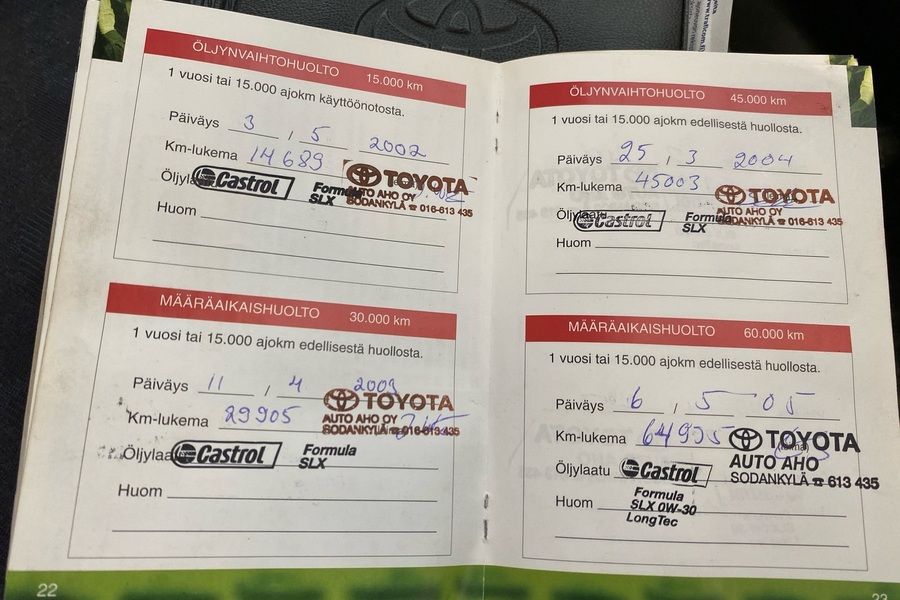 ÖLJYNVAIHTOHUOLTO 15.000 km
1 vuosi tai 15.000 ajokm käyttöönotosta.
Päiväys 3 / 5 2002
Km-lukema 14689
Castrol
Formula
SLX
TOYOTA
AUTO AHO OY
SODANKYLÄ ☎ 016-613 435
Huom
MÄÄRÄAIKAISHUOLTO 30.000 km
1 vuosi tai 15.000 ajokm edellisestä huollosta.
Päiväys 11 / 4 2003
Km-lukema 29905
TOYOTA
AUTO AHO OY
SODANKYLÄ ☎ 016-613 435
Castrol
Formula
SLX
Huom
22
ÖLJYNVAIHTOHUOLTO 45.000 km
1 vuosi tai 15.000 ajokm edellisestä huollosta.
Päiväys 25 / 3 2004
Km-lukema 45003
TOYOTA
AUTO AHO OY
SODANKYLÄ ☎ 016-613 435
Öljylaatu Castrol
Formula
SLX
Huom
MÄÄRÄAIKAISHUOLTO 60.000 km
1 vuosi tai 15.000 ajokm edellisestä huollosta.
Päiväys 6 / 5 05
Km-lukema
TOYOTA
AUTO AHO
SODANKYLÄ ☎ 613 435
Öljylaatu Castrol
Huom
Formula
SLX 0W-30
LongTec
23